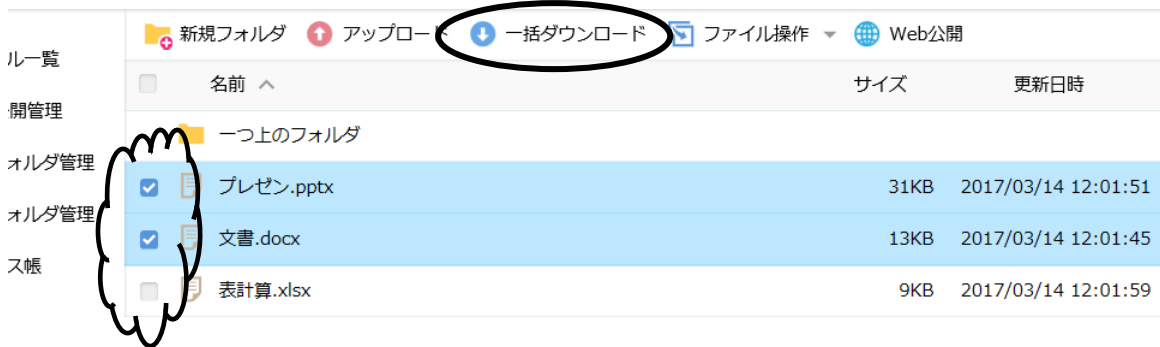 新規フォルダ アップロード 一括ダウンロード ファイル操作 Web公開
ル一覧
名前 サイズ 更新日時
開管理
一つ上のフォルダ
ォルダ管理
プレゼン.pptx 31KB 2017/03/14 12:01:51
ォルダ管理
文書.docx 13KB 2017/03/14 12:01:45
ス帳
表計算.xlsx 9KB 2017/03/14 12:01:59